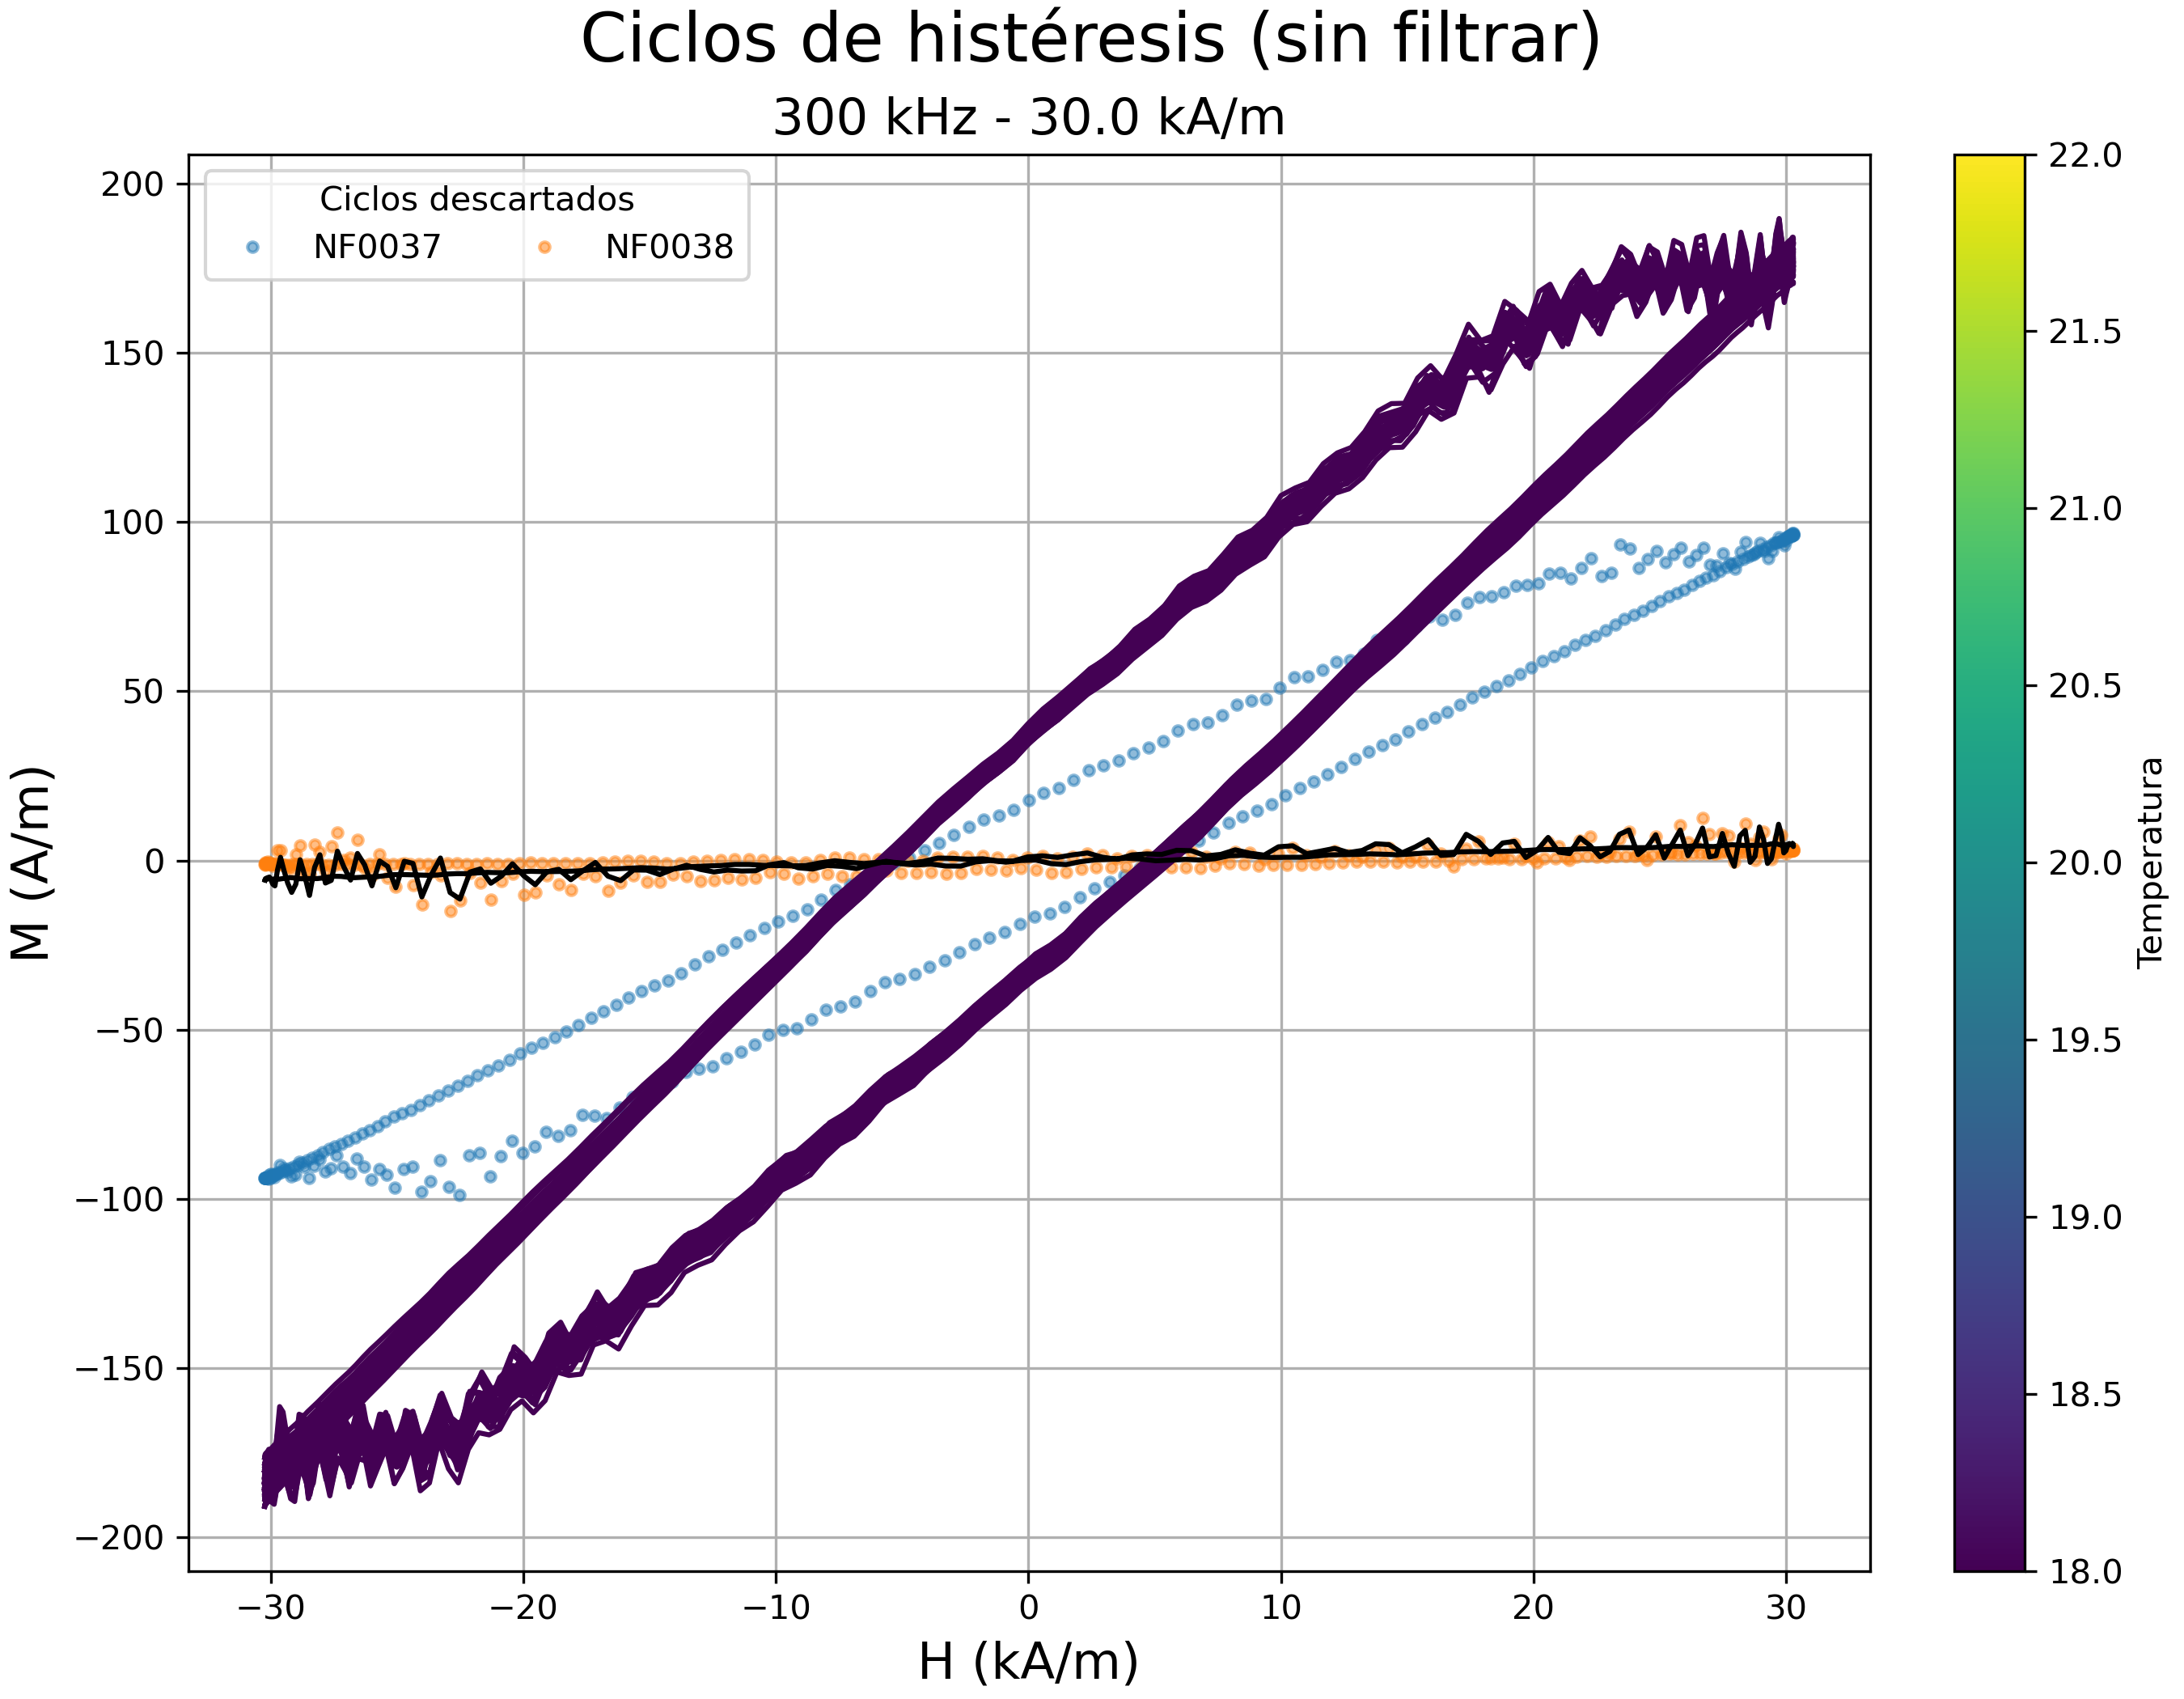 Ciclos de histéresis (sin filtrar)
300 kHz - 30.0 kA/m
Ciclos descartados
NF0037 NF0038
200
150
100
50
0
−50
−100
−150
−200
M (A/m)
−30 −20 −10 0 10 20 30
H (kA/m)
22.0
21.5
21.0
20.5
20.0
19.5
19.0
18.5
18.0
Temperatura